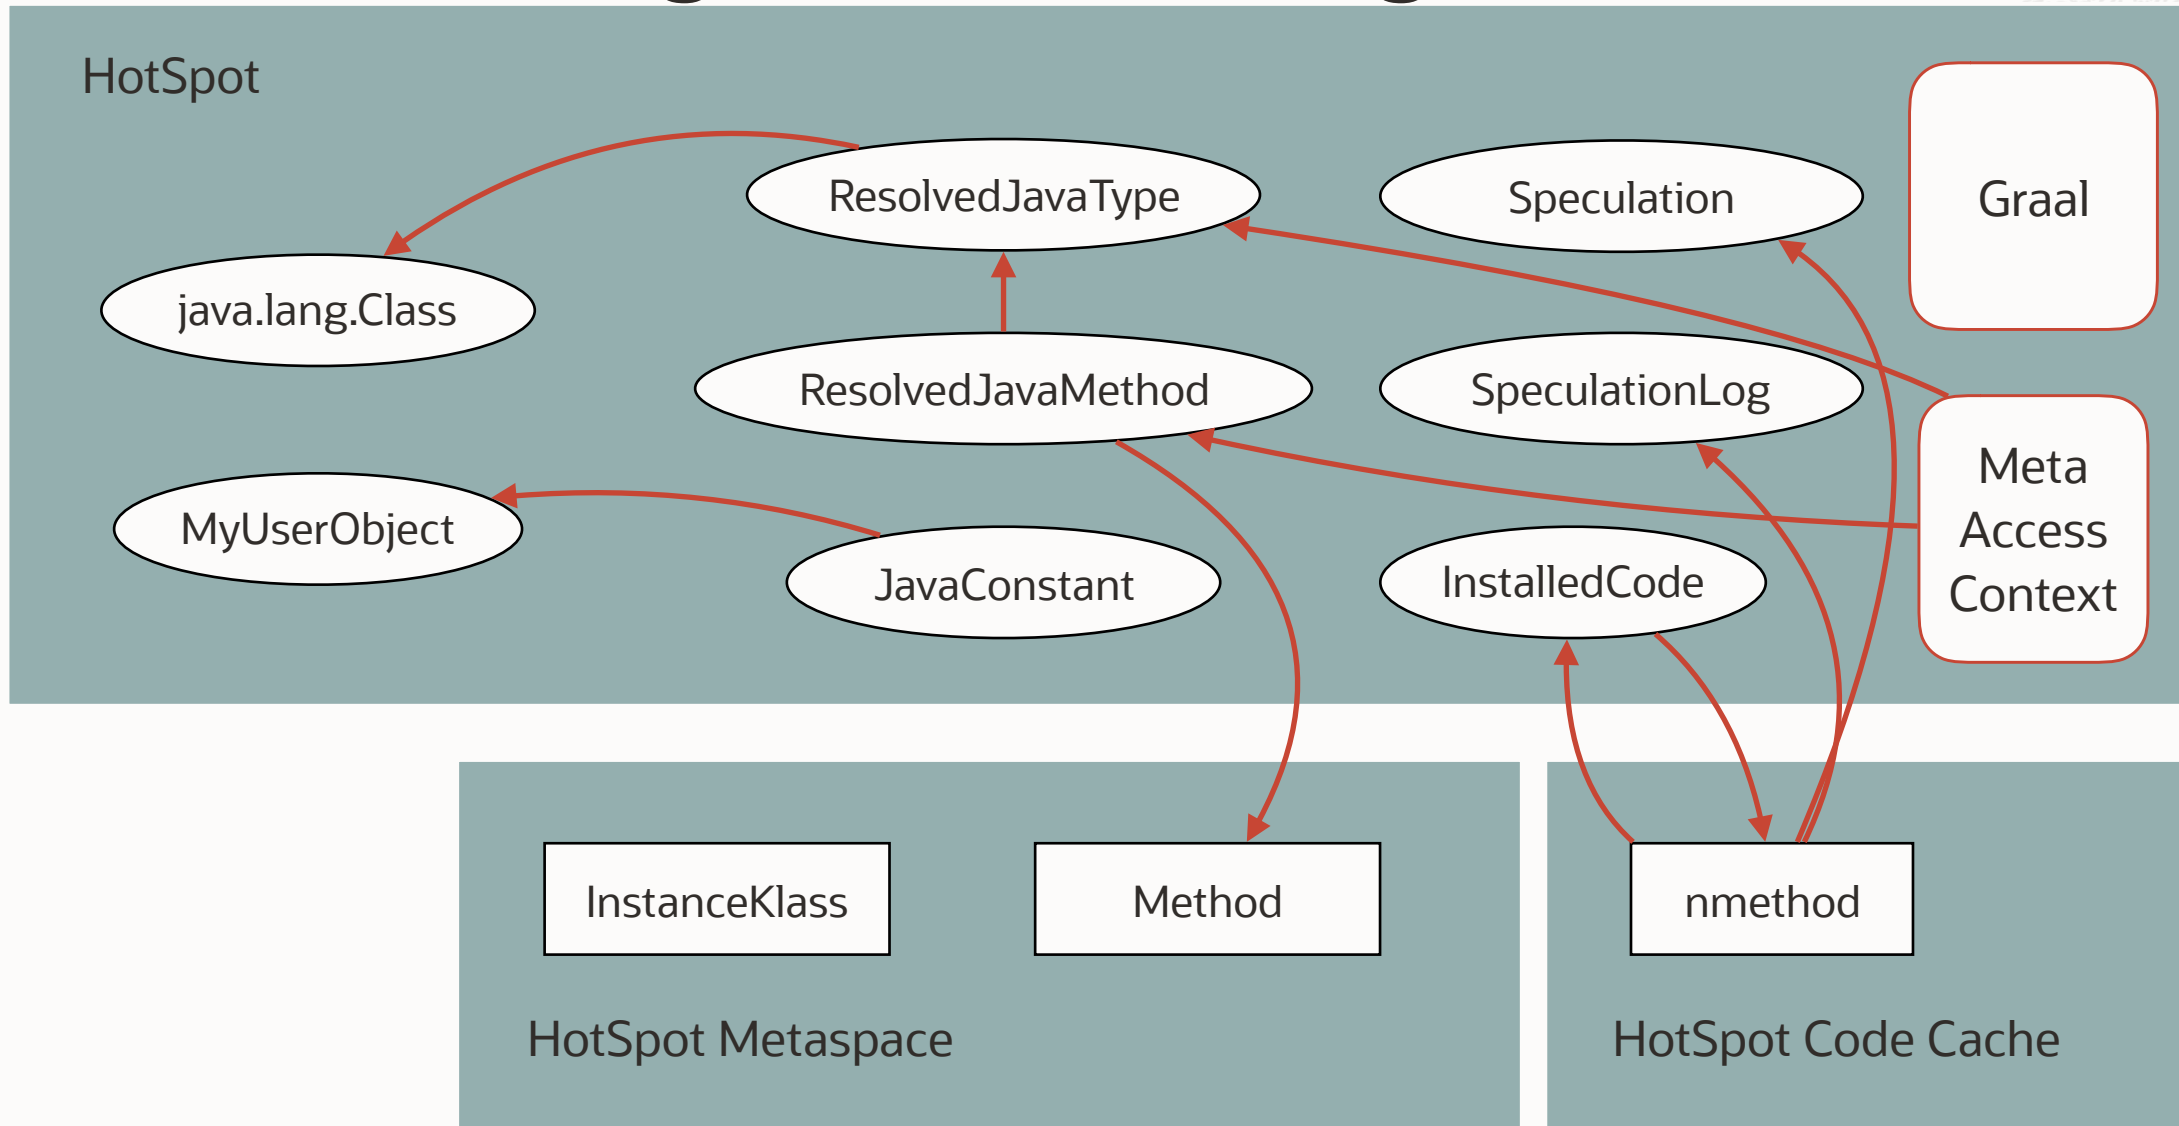 HotSpot
ResolvedJavaType
Speculation
Graal
java.lang.Class
ResolvedJavaMethod
SpeculationLog
Meta
Access
Context
MyUserObject
JavaConstant
InstalledCode
InstanceKlass
Method
nmethod
HotSpot Metaspace
HotSpot Code Cache